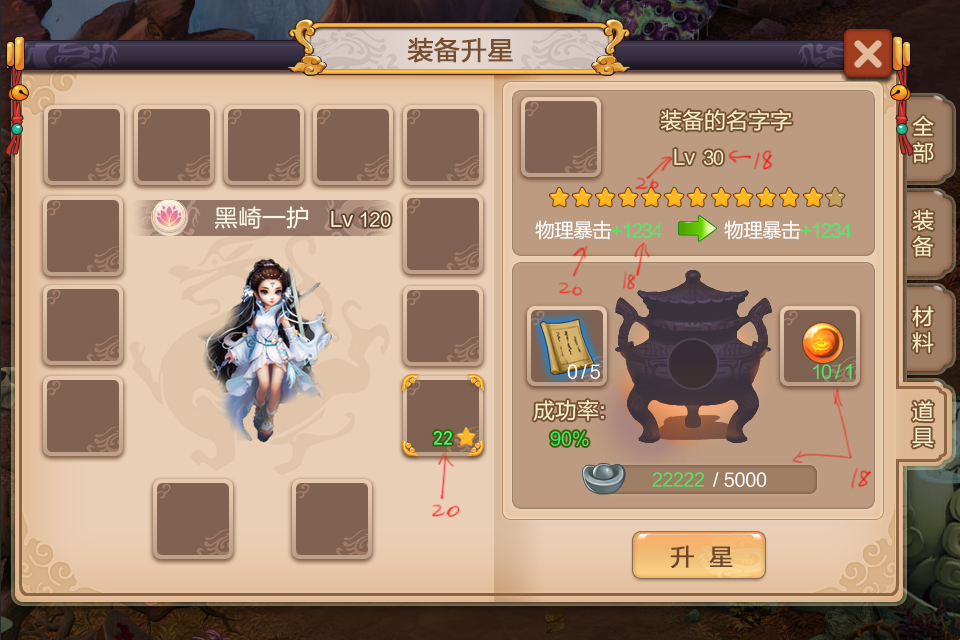 装备升星
全部
装备
材料
道具
黑崎一护 Lv 120
22
20
装备的名字字
Lv 30
18
20
物理暴击+1234 物理暴击+1234
20
18
0/5
10/1
成功率:
90%
22222 / 5000
18
升 星